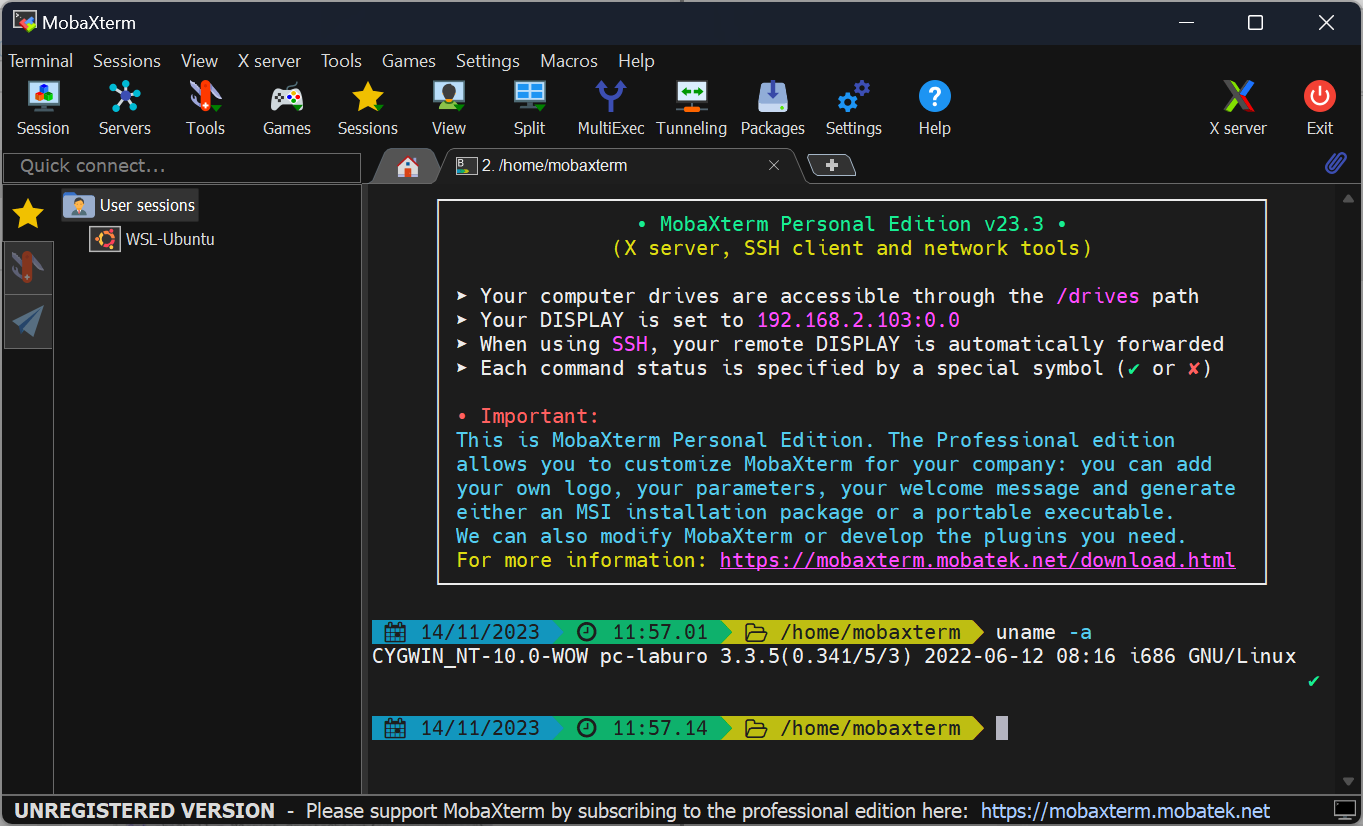 MobaXterm
Terminal Sessions View X server Tools Games Settings Macros Help
Session Servers Tools Games Sessions View Split MultiExec Tunneling Packages Settings Help X server Exit
Quick connect...
2. /home/mobaxterm
User sessions
WSL-Ubuntu
• MobaXterm Personal Edition v23.3 •
(X server, SSH client and network tools)
➤ Your computer drives are accessible through the /drives path
➤ Your DISPLAY is set to 192.168.2.103:0.0
➤ When using SSH, your remote DISPLAY is automatically forwarded
➤ Each command status is specified by a special symbol (✔ or ✘)
• Important:
This is MobaXterm Personal Edition. The Professional edition
allows you to customize MobaXterm for your company: you can add
your own logo, your parameters, your welcome message and generate
either an MSI installation package or a portable executable.
We can also modify MobaXterm or develop the plugins you need.
For more information: https://mobaxterm.mobatek.net/download.html
14/11/2023 11:57.01 /home/mobaxterm uname -a
CYGWIN_NT-10.0-WOW pc-laburo 3.3.5(0.341/5/3) 2022-06-12 08:16 i686 GNU/Linux
✔
14/11/2023 11:57.14 /home/mobaxterm
UNREGISTERED VERSION - Please support MobaXterm by subscribing to the professional edition here: https://mobaxterm.mobatek.net